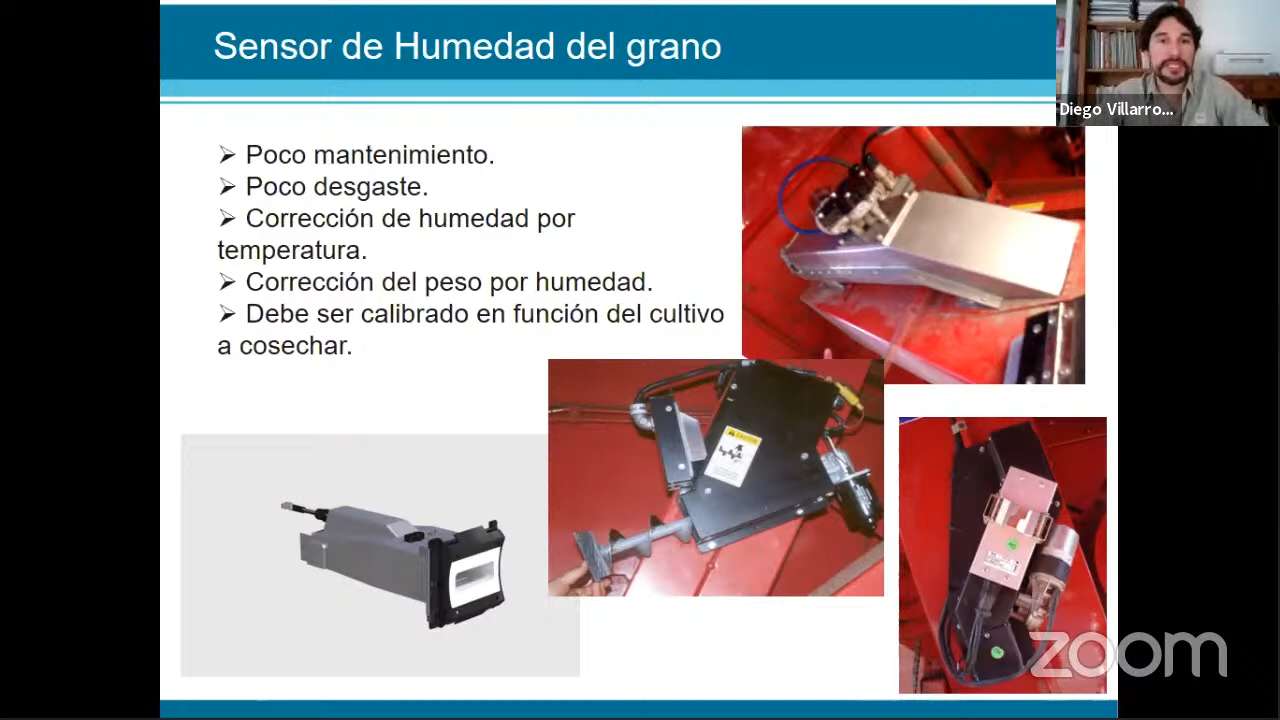 Sensor de Humedad del grano
Diego Villarro...
➢ Poco mantenimiento.
➢ Poco desgaste.
➢ Corrección de humedad por
temperatura.
➢ Corrección del peso por humedad.
➢ Debe ser calibrado en función del cultivo
a cosechar.
CAUTION
zoom